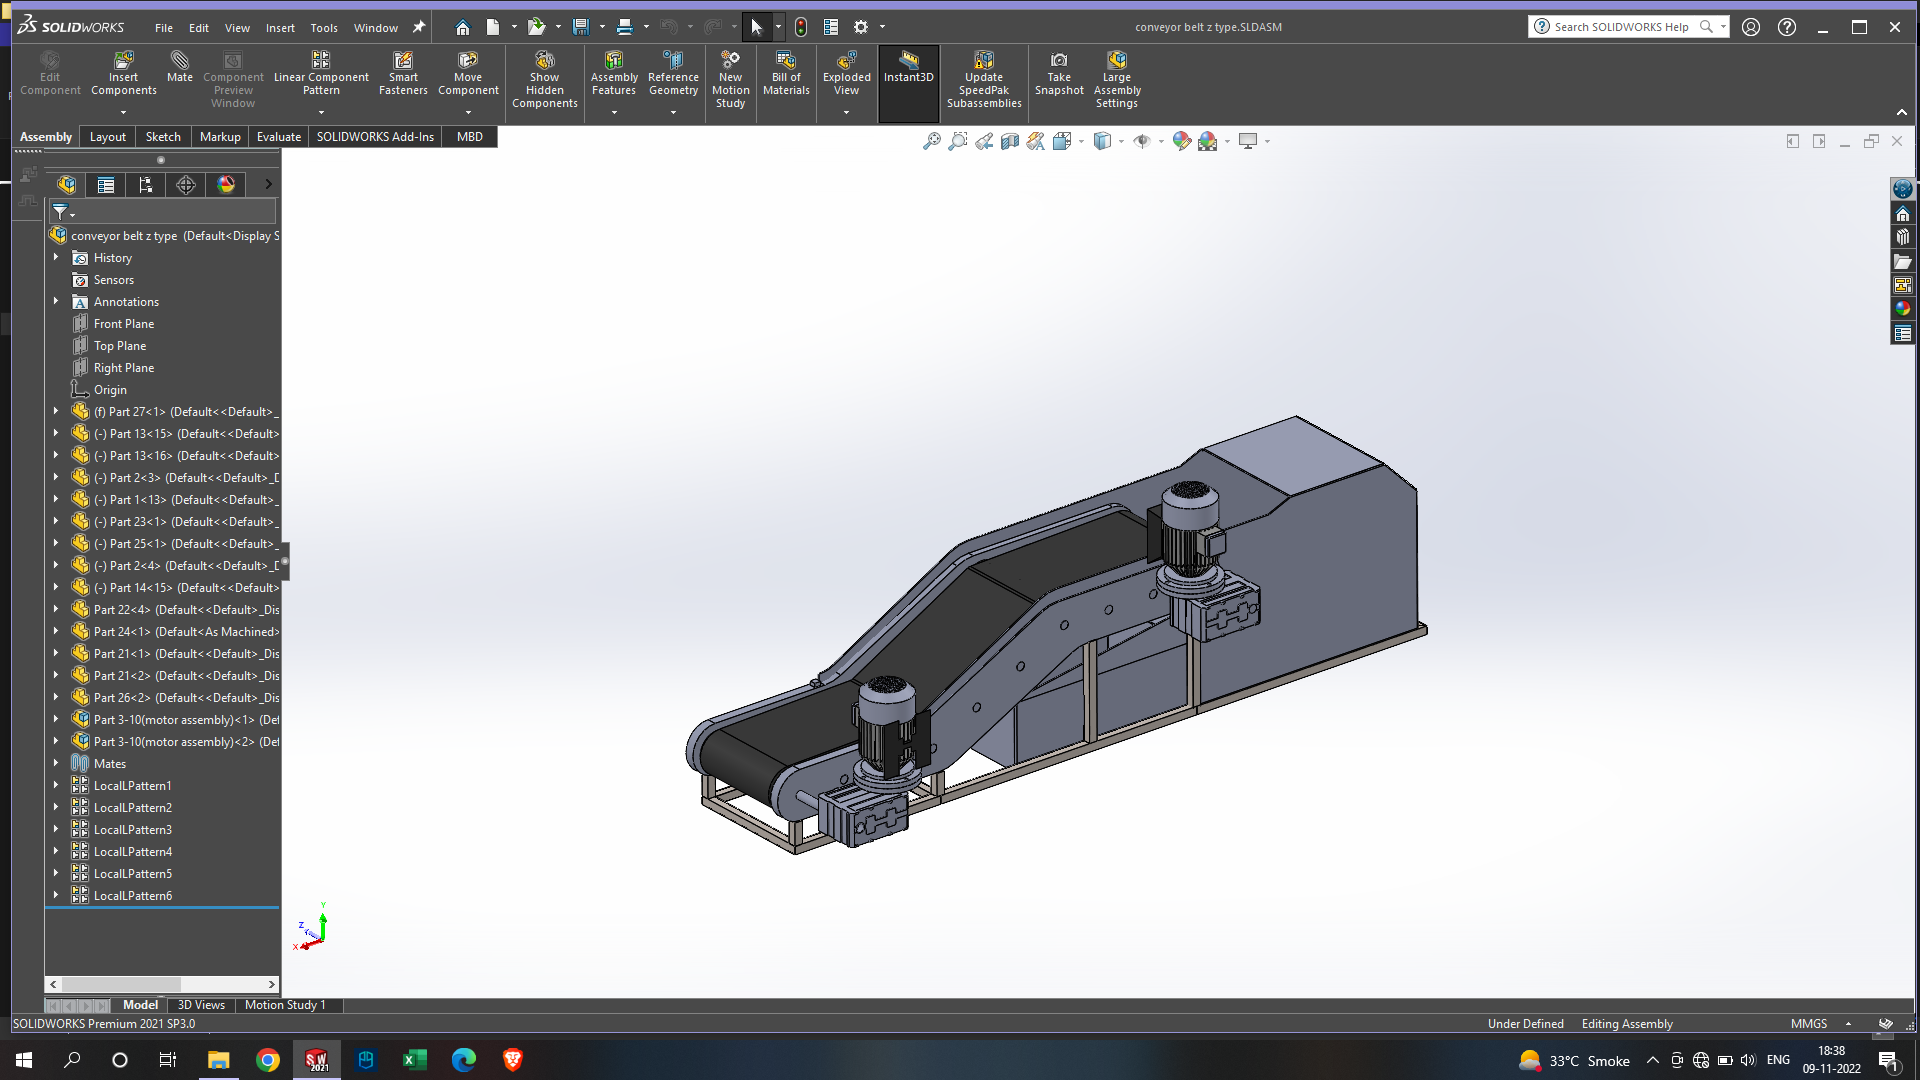 SOLIDWORKS File Edit View Insert Tools Window conveyor belt z type.SLDASM Search SOLIDWORKS Help
Edit Component
Insert Components
Mate
Component Preview Window
Linear Component Pattern
Smart Fasteners
Move Component
Show Hidden Components
Assembly Features
Reference Geometry
New Motion Study
Bill of Materials
Exploded View
Instant3D
Update SpeedPak Subassemblies
Take Snapshot
Large Assembly Settings
Assembly Layout Sketch Markup Evaluate SOLIDWORKS Add-Ins MBD
conveyor belt z type (Default<Display S
History
Sensors
Annotations
Front Plane
Top Plane
Right Plane
Origin
(f) Part 27<1> (Default<<Default>_
(-) Part 13<15> (Default<<Default>
(-) Part 13<16> (Default<<Default>
(-) Part 2<3> (Default<<Default>_D
(-) Part 1<13> (Default<<Default>_
(-) Part 23<1> (Default<<Default>_
(-) Part 25<1> (Default<<Default>_
(-) Part 2<4> (Default<<Default>_D
(-) Part 14<15> (Default<<Default>
Part 22<4> (Default<<Default>_Dis
Part 24<1> (Default<As Machined>
Part 21<1> (Default<<Default>_Dis
Part 21<2> (Default<<Default>_Dis
Part 26<2> (Default<<Default>_Dis
Part 3-10(motor assembly)<1> (Def
Part 3-10(motor assembly)<2> (Def
Mates
LocalLPattern1
LocalLPattern2
LocalLPattern3
LocalLPattern4
LocalLPattern5
LocalLPattern6
Y
Z
X
Model 3D Views Motion Study 1
SOLIDWORKS Premium 2021 SP3.0 Under Defined Editing Assembly MMGS
33°C Smoke ENG 18:38
09-11-2022